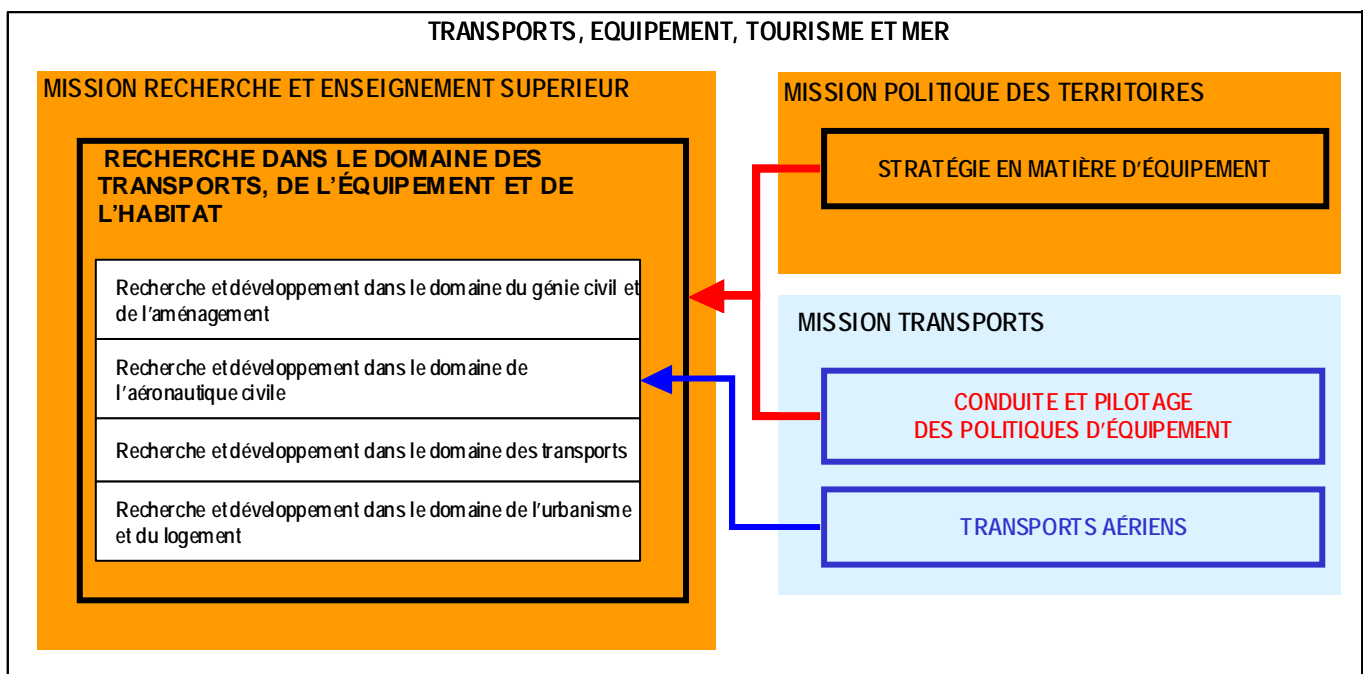 TRANSPORTS, EQUIPEMENT, TOURISME ET MER
MISSION RECHERCHE ET ENSEIGNEMENT SUPERIEUR
RECHERCHE DANS LE DOMAINE DES
TRANSPORTS, DE L'ÉQUIPEMENT ET DE
L'HABITAT
Recherche et développement dans le domaine du génie civil et
de l'aménagement
Recherche et développement dans le domaine de
l'aéronautique civile
Recherche et développement dans le domaine des transports
Recherche et développement dans le domaine de l'urbanisme
et du logement
MISSION POLITIQUE DES TERRITOIRES
STRATÉGIE EN MATIÈRE D'ÉQUIPEMENT
MISSION TRANSPORTS
CONDUITE ET PILOTAGE
DES POLITIQUES D'ÉQUIPEMENT
TRANSPORTS AÉRIENS